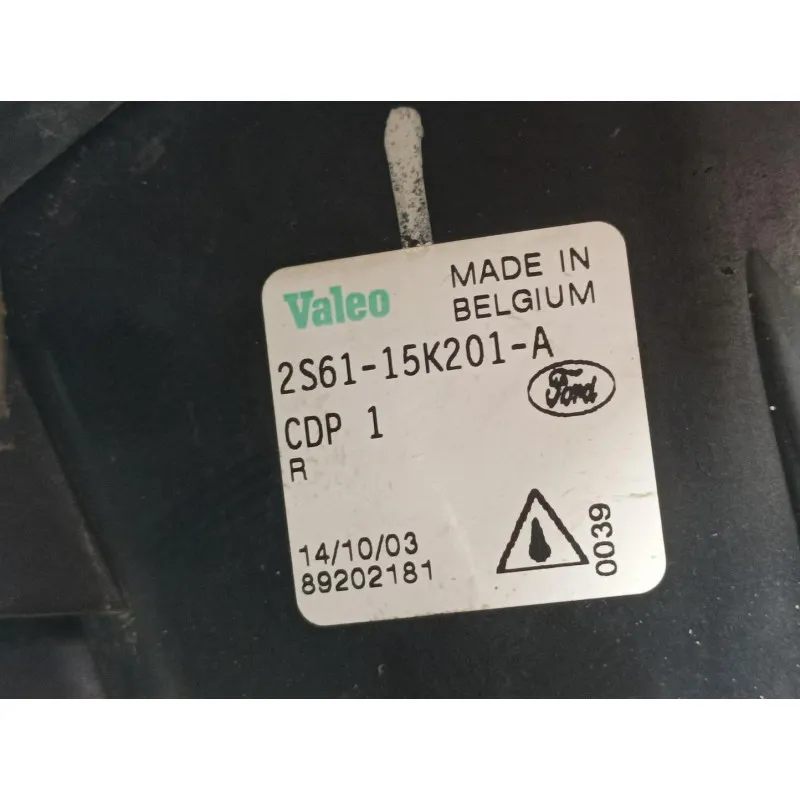 Valeo
MADE IN
BELGIUM
2S61-15K201-A
Ford
CDP 1
R
14/10/03
89202181
0039